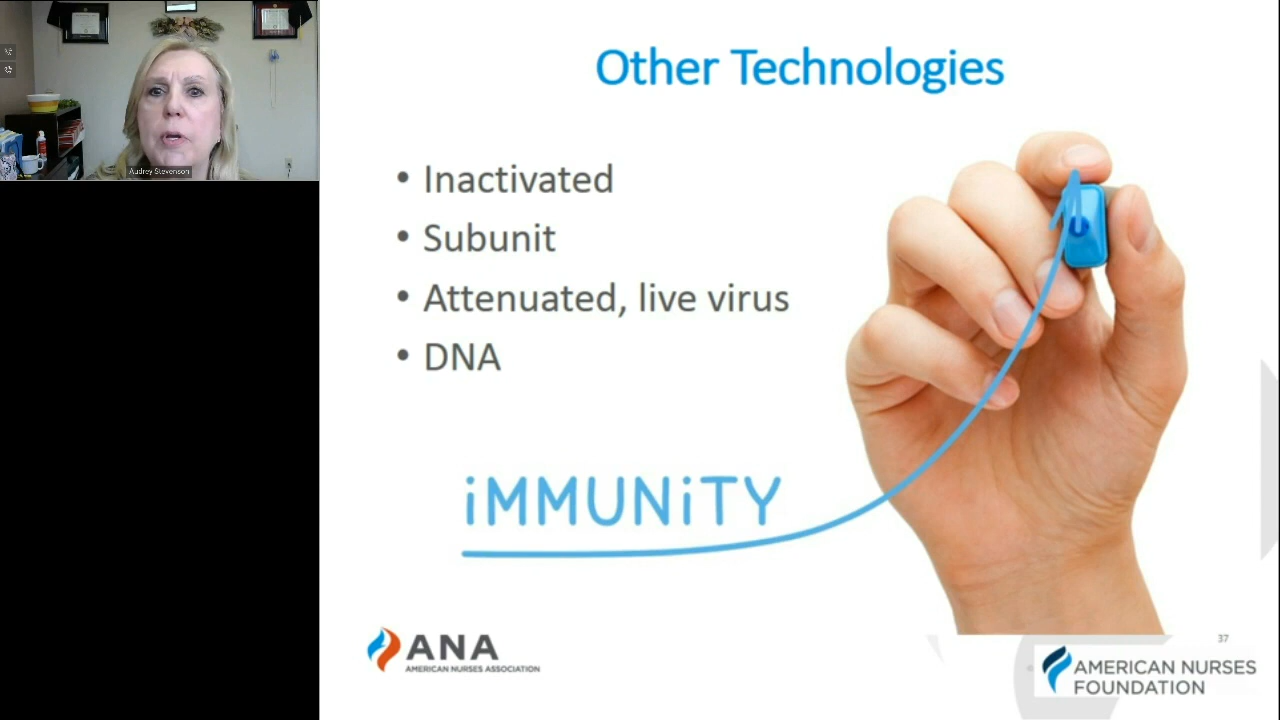 Audrey Stevenson
Other Technologies
• Inactivated
• Subunit
• Attenuated, live virus
• DNA
iMMUNiTY
ANA
AMERICAN NURSES ASSOCIATION
37
AMERICAN NURSES
FOUNDATION